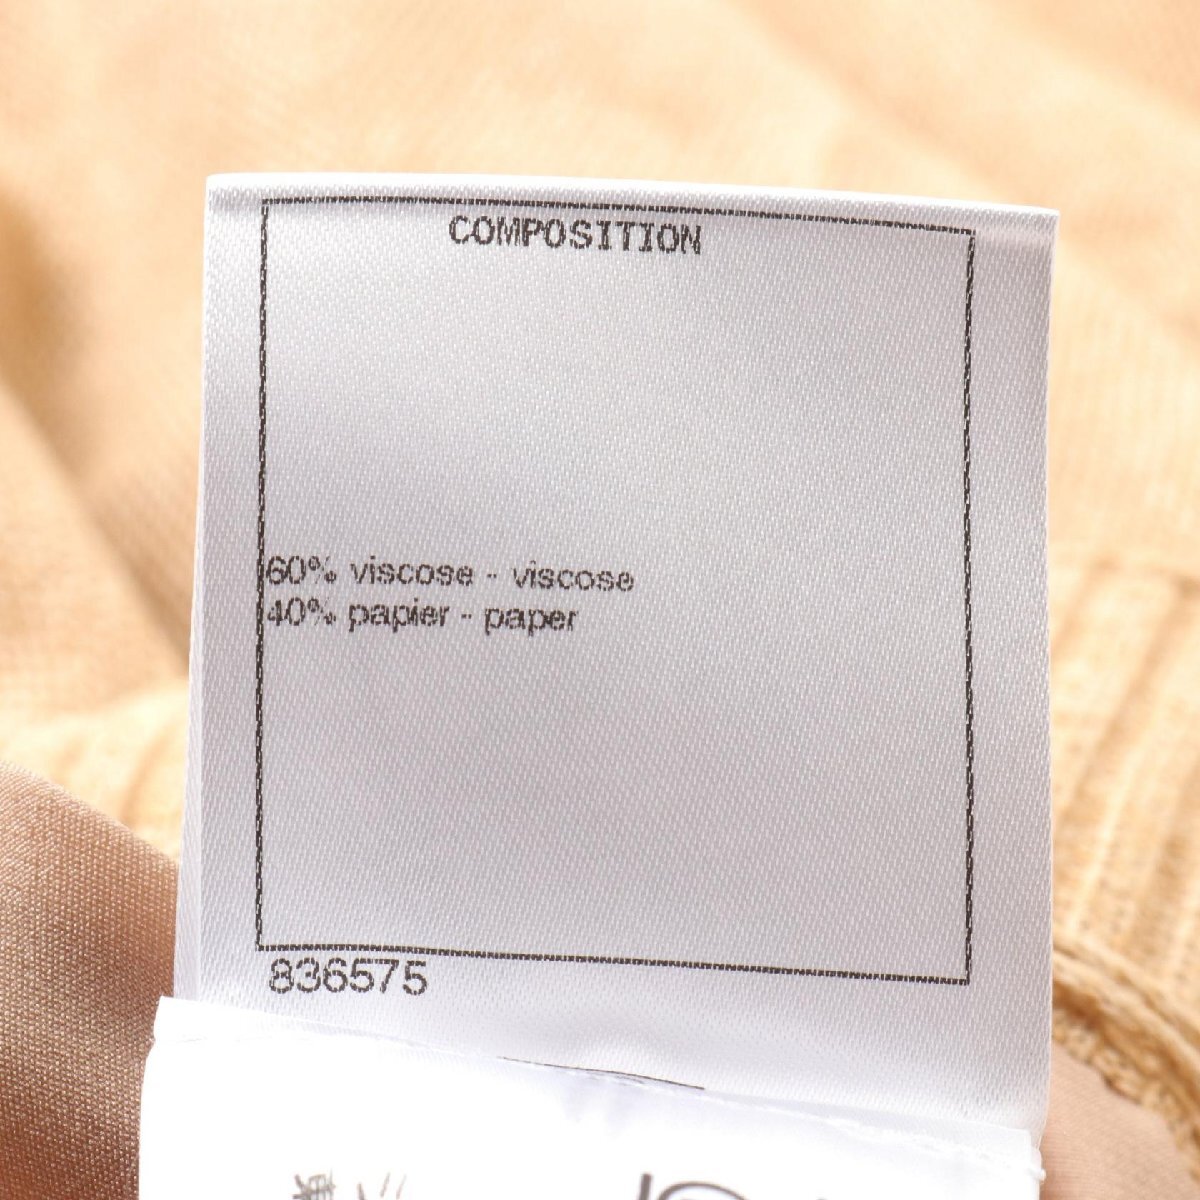 COMPOSITION
60% viscose - viscose
40% papier - paper
836575